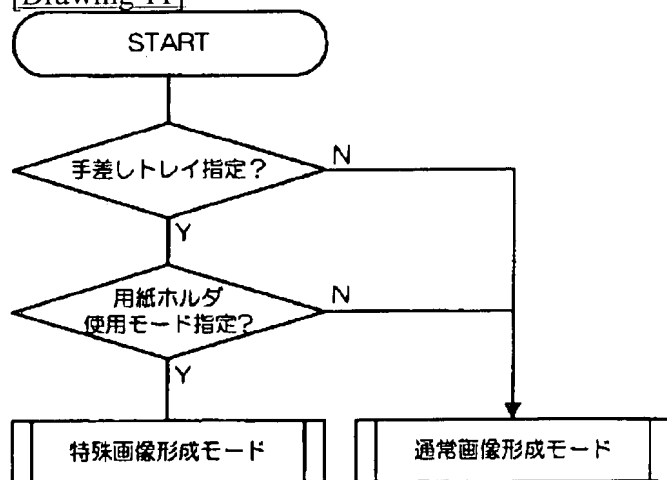 [Drawing 11]
START
手差しトレイ指定?
N
Y
用紙ホルダ
使用モード指定?
N
Y
特殊画像形成モード
通常画像形成モード